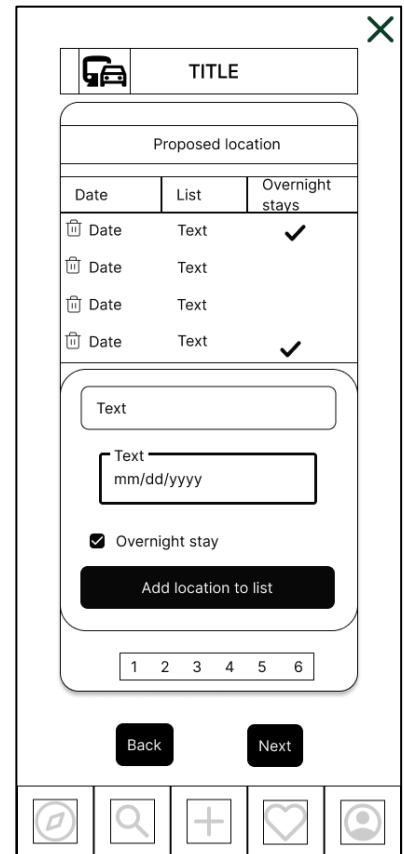 TITLE
Proposed location
Date List Overnight stays
Date Text
Date Text
Date Text
Date Text
Text
Text
mm/dd/yyyy
Overnight stay
Add location to list
1 2 3 4 5 6
Back Next